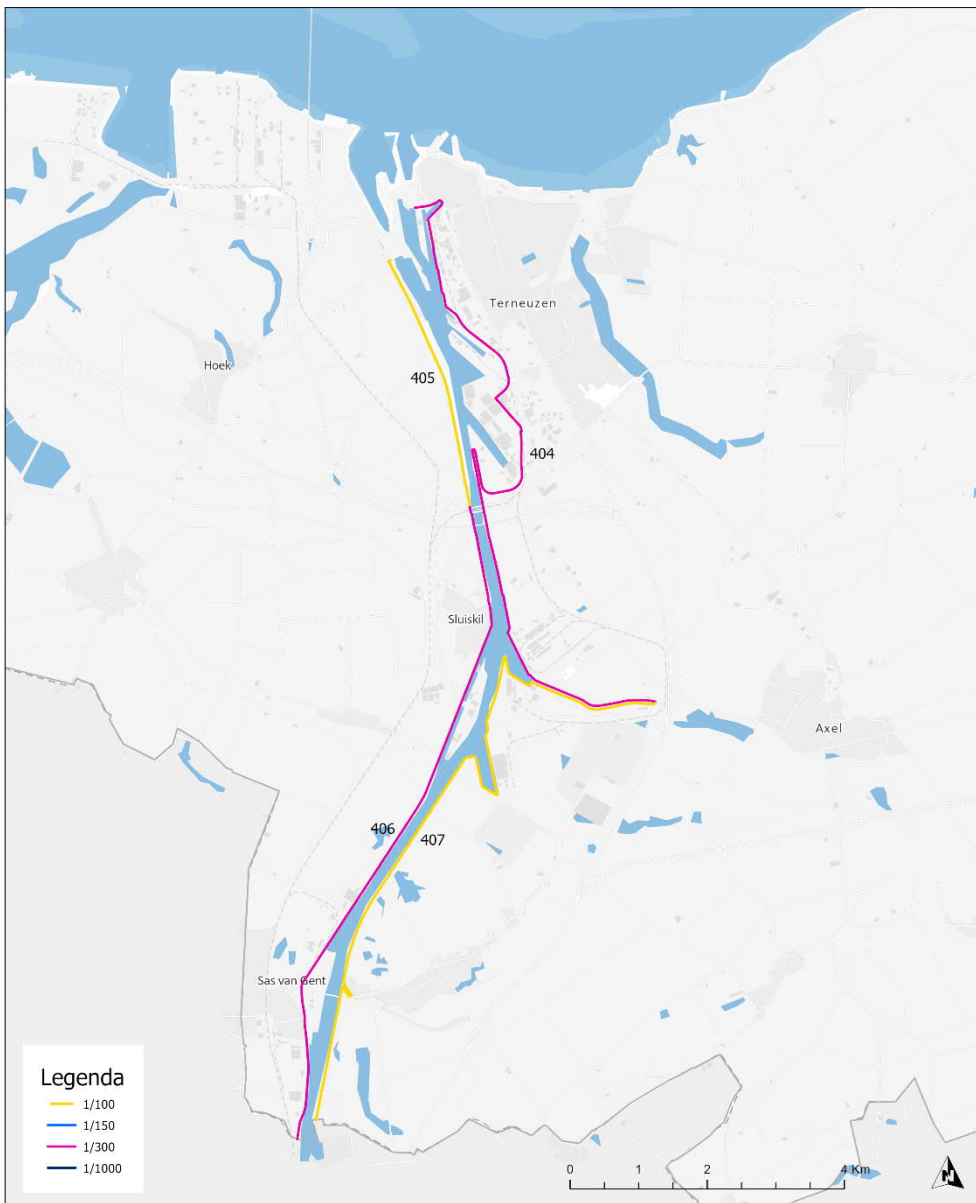 Terneuzen
Hoek
405
404
Sluiskil
Axel
406
407
Sas van Gent
Legenda
1/100
1/150
1/300
1/1000
0 1 2 4 Km
N